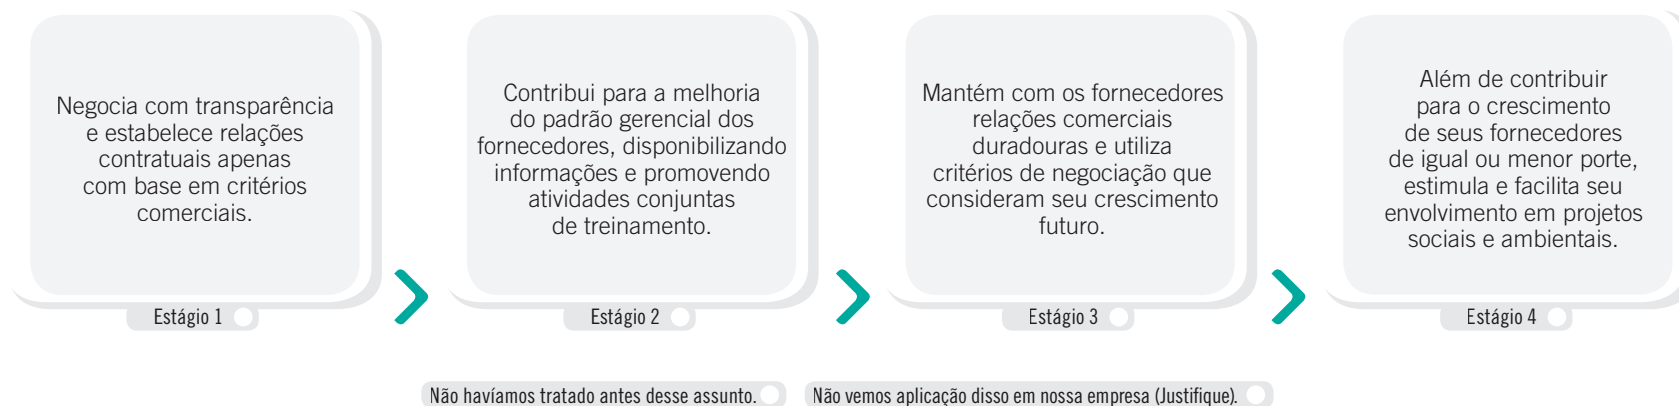 Negocia com transparência
e estabelece relações
contratuais apenas
com base em critérios
comerciais.
Estágio 1
Contribui para a melhoria
do padrão gerencial dos
fornecedores, disponibilizando
informações e promovendo
atividades conjuntas
de treinamento.
Estágio 2
Mantém com os fornecedores
relações comerciais
duradouras e utiliza
critérios de negociação que
consideram seu crescimento
futuro.
Estágio 3
Além de contribuir
para o crescimento
de seus fornecedores
de igual ou menor porte,
estimula e facilita seu
envolvimento em projetos
sociais e ambientais.
Estágio 4
Não havíamos tratado antes desse assunto.
Não vemos aplicação disso em nossa empresa (Justifique).